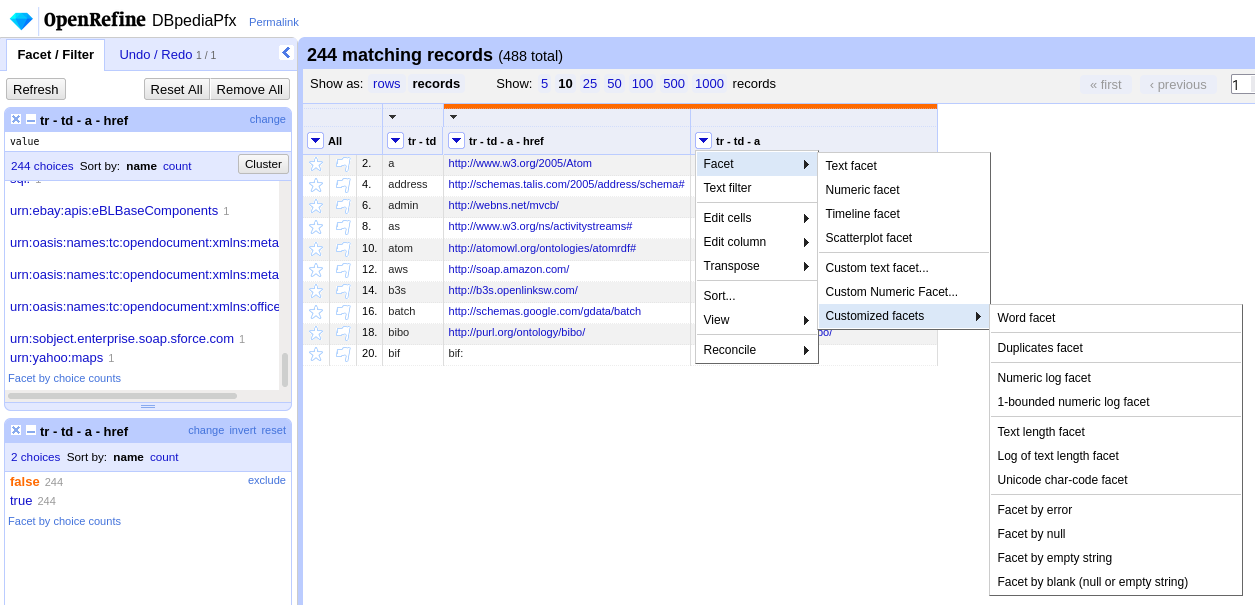 OpenRefine DBpediaPfx Permalink
Facet / Filter Undo / Redo 1 / 1
Refresh Reset All Remove All
tr - td - a - href change
value
244 choices Sort by: name count Cluster
urn:ebay:apis:eBLBaseComponents 1
urn:oasis:names:tc:opendocument:xmlns:meta
urn:oasis:names:tc:opendocument:xmlns:meta
urn:oasis:names:tc:opendocument:xmlns:office
urn:sobject.enterprise.soap.sforce.com 1
urn:yahoo:maps 1
Facet by choice counts
tr - td - a - href change invert reset
2 choices Sort by: name count
false 244 exclude
true 244
Facet by choice counts
244 matching records (488 total)
Show as: rows records Show: 5 10 25 50 100 500 1000 records « first ‹ previous 1
All tr - td tr - td - a - href tr - td - a
2. a http://www.w3.org/2005/Atom
4. address http://schemas.talis.com/2005/address/schema#
6. admin http://webns.net/mvcb/
8. as http://www.w3.org/ns/activitystreams#
10. atom http://atomowl.org/ontologies/atomrdf#
12. aws http://soap.amazon.com/
14. b3s http://b3s.openlinksw.com/
16. batch http://schemas.google.com/gdata/batch
18. bibo http://purl.org/ontology/bibo/
20. bif bif:
Facet
Text filter
Edit cells
Edit column
Transpose
Sort...
View
Reconcile
Text facet
Numeric facet
Timeline facet
Scatterplot facet
Custom text facet...
Custom Numeric Facet...
Customized facets
Word facet
Duplicates facet
Numeric log facet
1-bounded numeric log facet
Text length facet
Log of text length facet
Unicode char-code facet
Facet by error
Facet by null
Facet by empty string
Facet by blank (null or empty string)